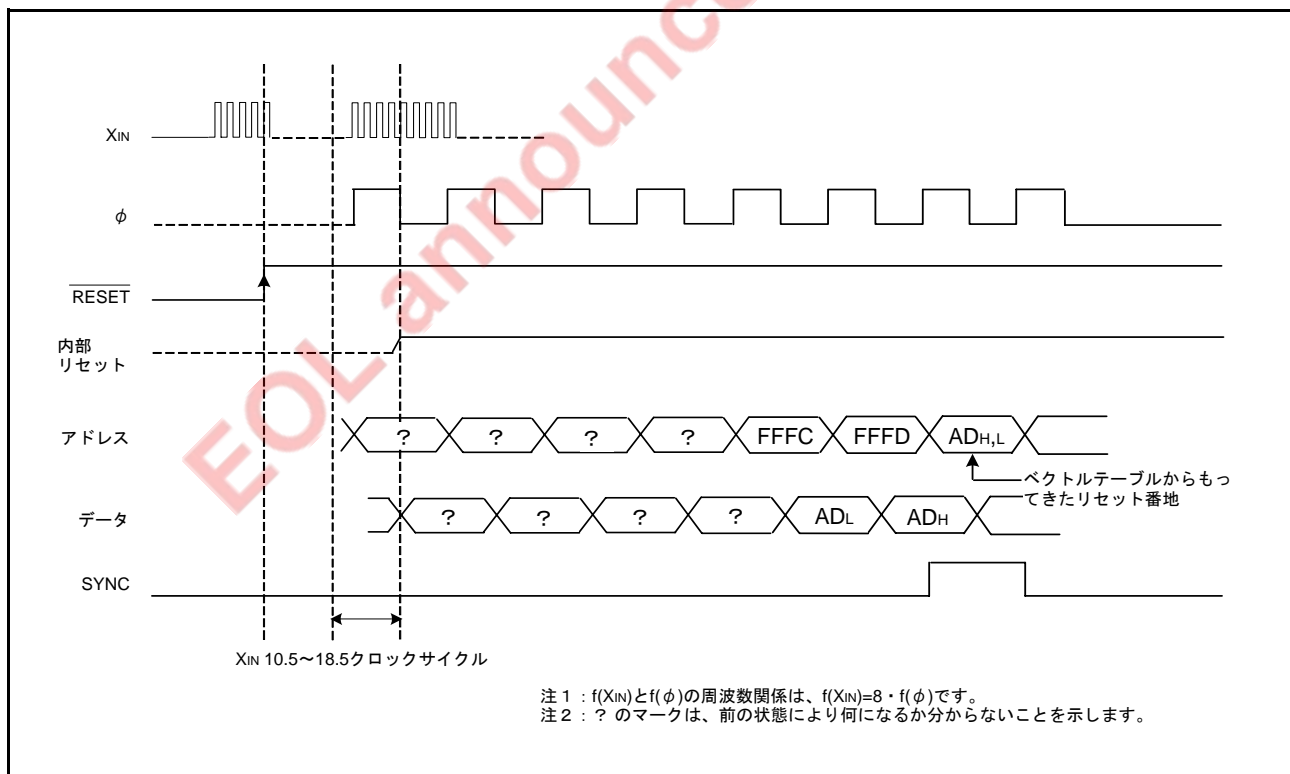 EOL announce
XIN
φ
RESET
内部
リセット
アドレス
? ? ? ? FFFC FFFD ADH,L
ベクトルテーブルからもっ
てきたリセット番地
データ
? ? ? ? ADL ADH
SYNC
XIN 10.5～18.5クロックサイクル
注１：f(XIN)とf(φ)の周波数関係は、f(XIN)=8・f(φ)です。
注２：？のマークは、前の状態により何になるか分からないことを示します。